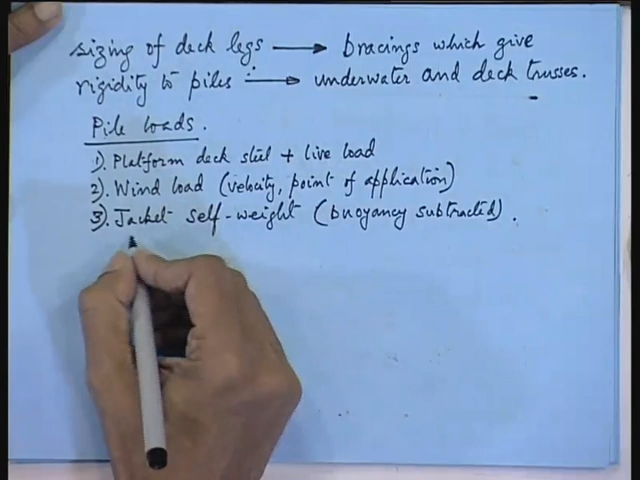 sizing of deck legs ⟶ bracings which give
rigidity to piles ⟶ underwater and deck trusses.
Pile loads.
1). Platform deck steel + live load
2). Wind load (velocity, point of application)
3). Jacket self-weight (buoyancy subtracted).